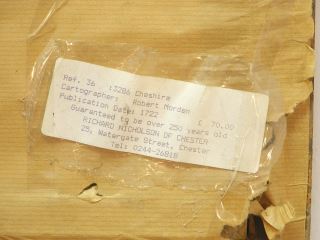 Ref. 36 :3206 Cheshire
Cartographer: Robert Morden
Publication Date: 1722 £ 70.00
Guaranteed to be over 250 years old
RICHARD NICHOLSON OF CHESTER
25, Watergate Street, Chester
Tel: 0244-26818